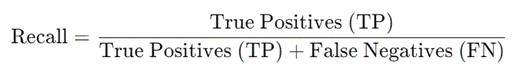 Recall = True Positives (TP) / True Positives (TP) + False Negatives (FN)